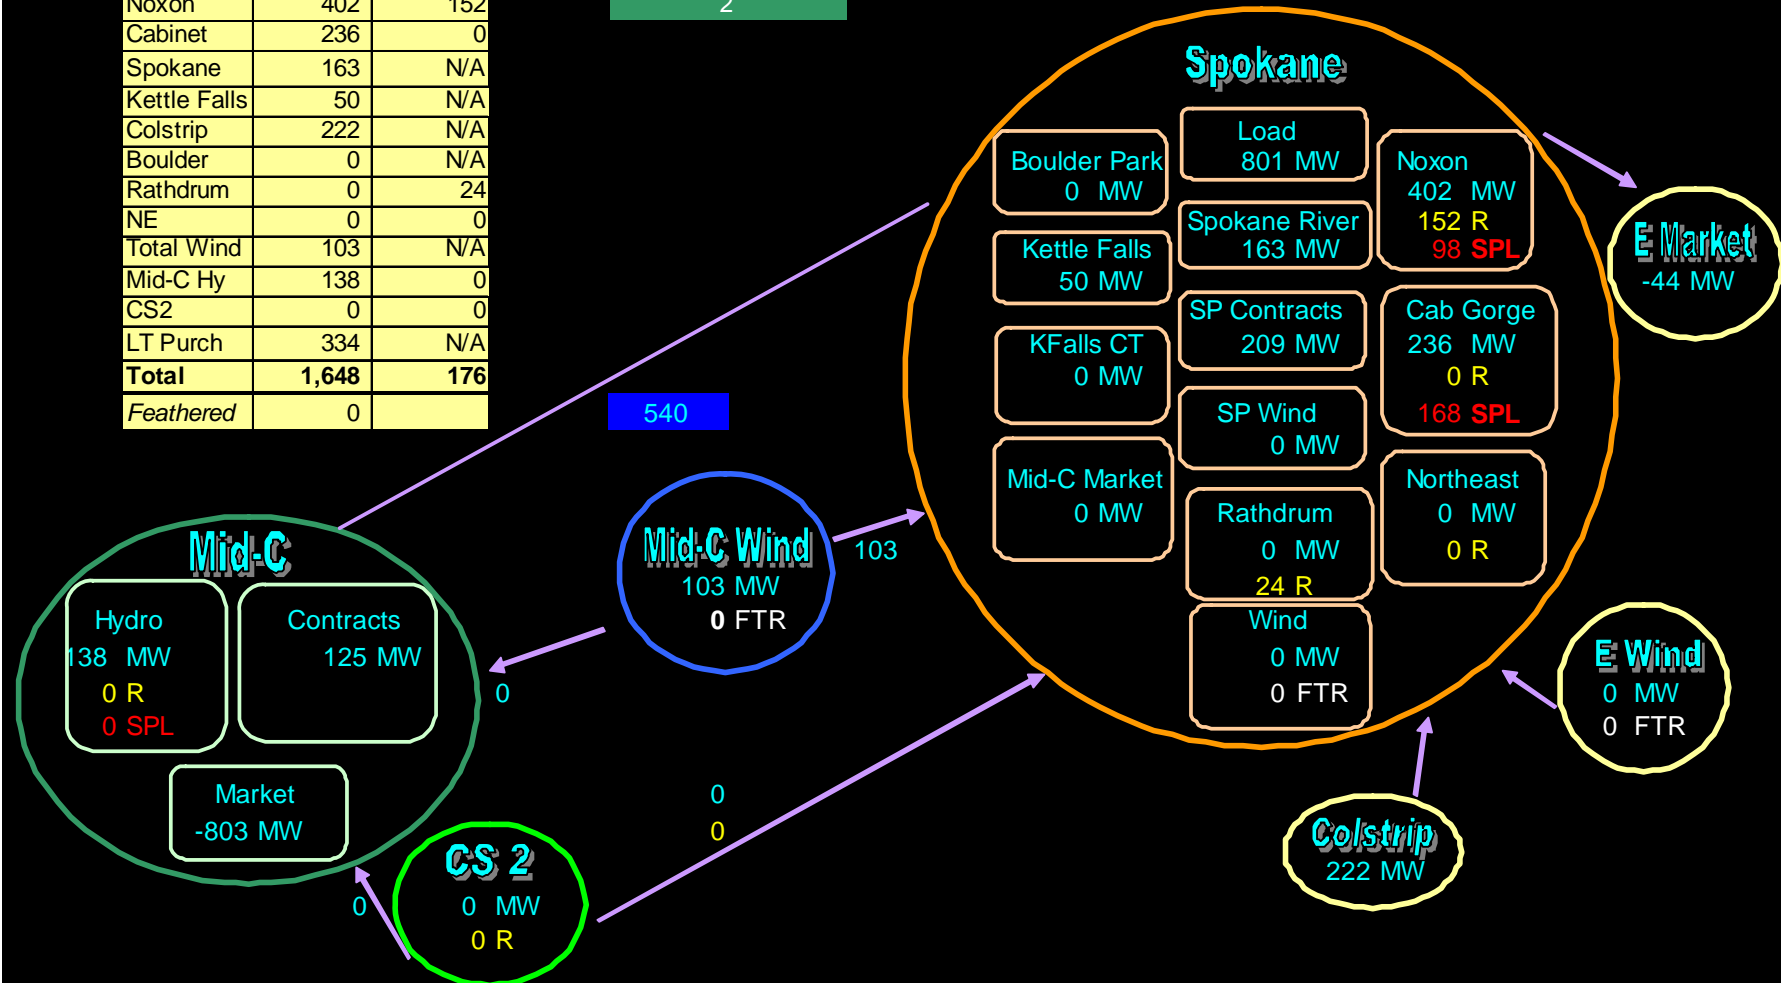 Noxon 402 152
2
Cabinet 236 0
Spokane 163 N/A
Kettle Falls 50 N/A
Colstrip 222 N/A
Boulder 0 N/A
Rathdrum 0 24
NE 0 0
Total Wind 103 N/A
Mid-C Hy 138 0
CS2 0 0
LT Purch 334 N/A
Total 1,648 176
Feathered 0
540
Spokane
Load
801 MW
Boulder Park
0 MW
Noxon
402 MW
152 R
98 SPL
Spokane River
163 MW
Kettle Falls
50 MW
SP Contracts
209 MW
Cab Gorge
236 MW
0 R
168 SPL
KFalls CT
0 MW
SP Wind
0 MW
Mid-C Market
0 MW
Rathdrum
0 MW
24 R
Northeast
0 MW
0 R
Wind
0 MW
0 FTR
E Market
-44 MW
Mid-C Wind
103 MW
0 FTR
103
0
Mid-C
Hydro
138 MW
0 R
0 SPL
Contracts
125 MW
Market
-803 MW
0
0
0
CS 2
0 MW
0 R
E Wind
0 MW
0 FTR
Colstrip
222 MW